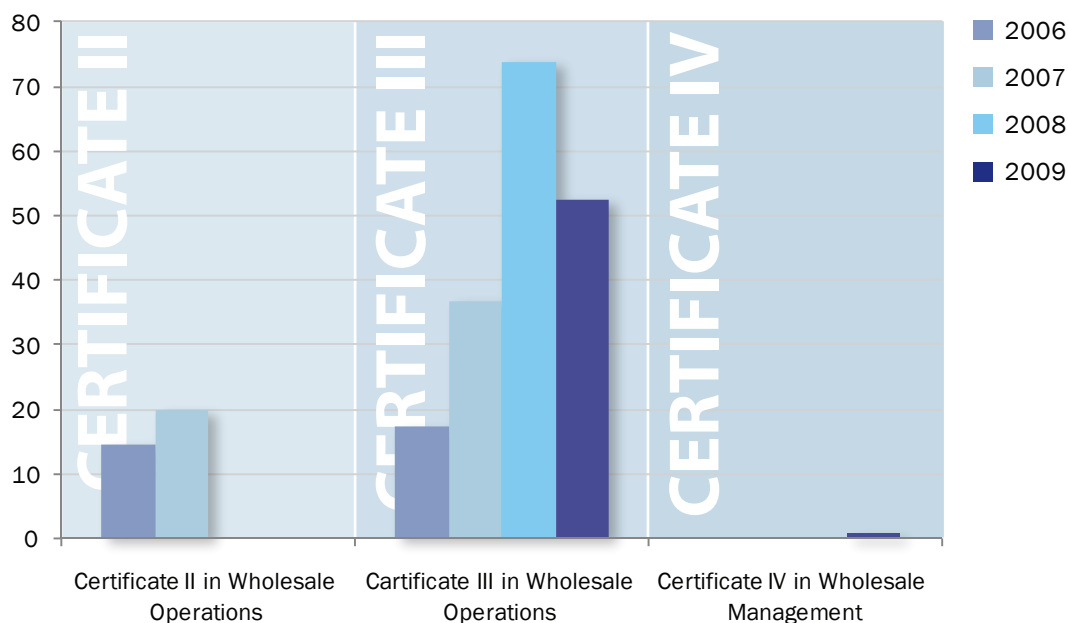 80
70
60
50
40
30
20
10
0
CERTIFICATE II
CERTIFICATE III
CERTIFICATE IV
2006
2007
2008
2009
Certificate II in Wholesale
Operations
Cartificate III in Wholesale
Operations
Certificate IV in Wholesale
Management